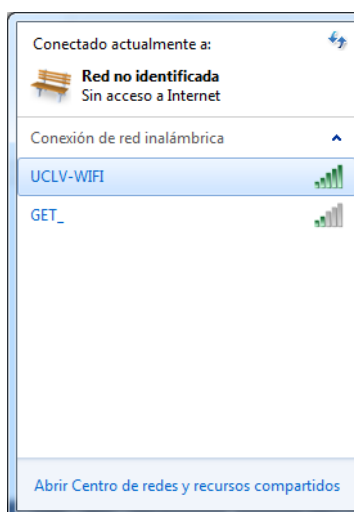 Conectado actualmente a:
Red no identificada
Sin acceso a Internet
Conexión de red inalámbrica
UCLV-WIFI
GET_
Abrir Centro de redes y recursos compartidos